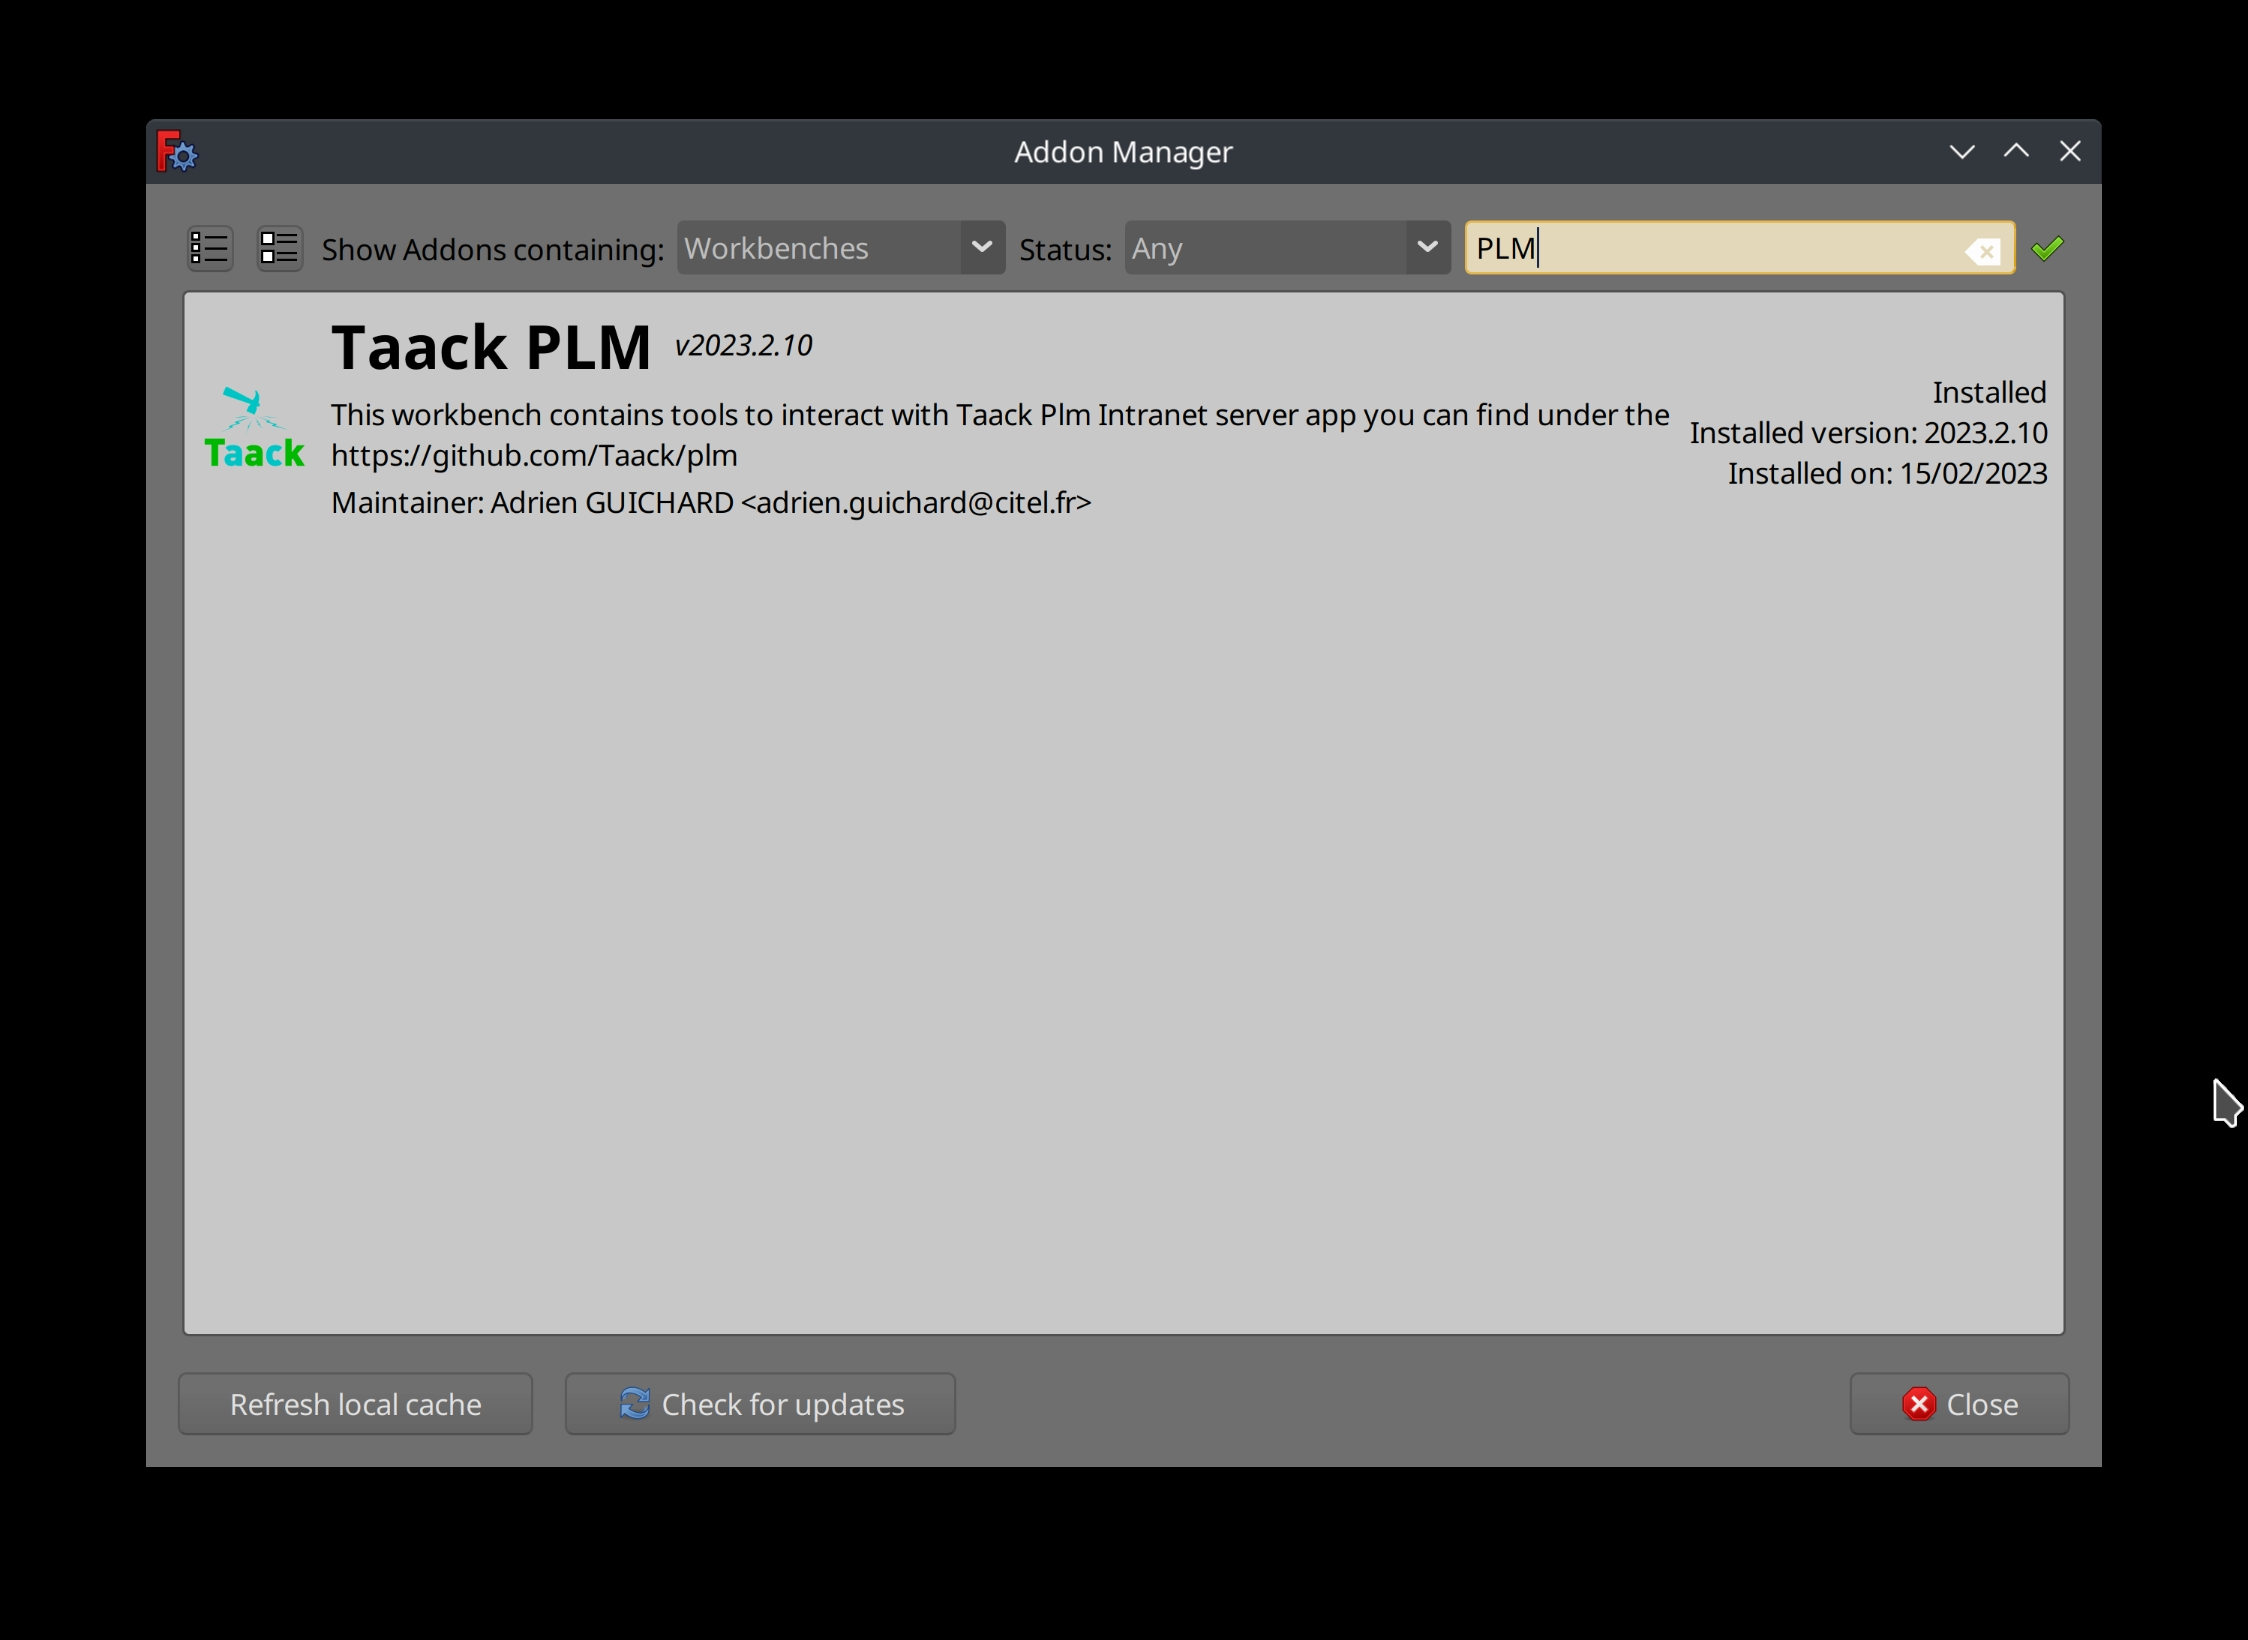 Addon Manager
Show Addons containing: Workbenches Status: Any PLM
Taack PLM v2023.2.10
Taack
This workbench contains tools to interact with Taack Plm Intranet server app you can find under the
https://github.com/Taack/plm
Maintainer: Adrien GUICHARD <adrien.guichard@citel.fr>
Installed
Installed version: 2023.2.10
Installed on: 15/02/2023
Refresh local cache Check for updates Close